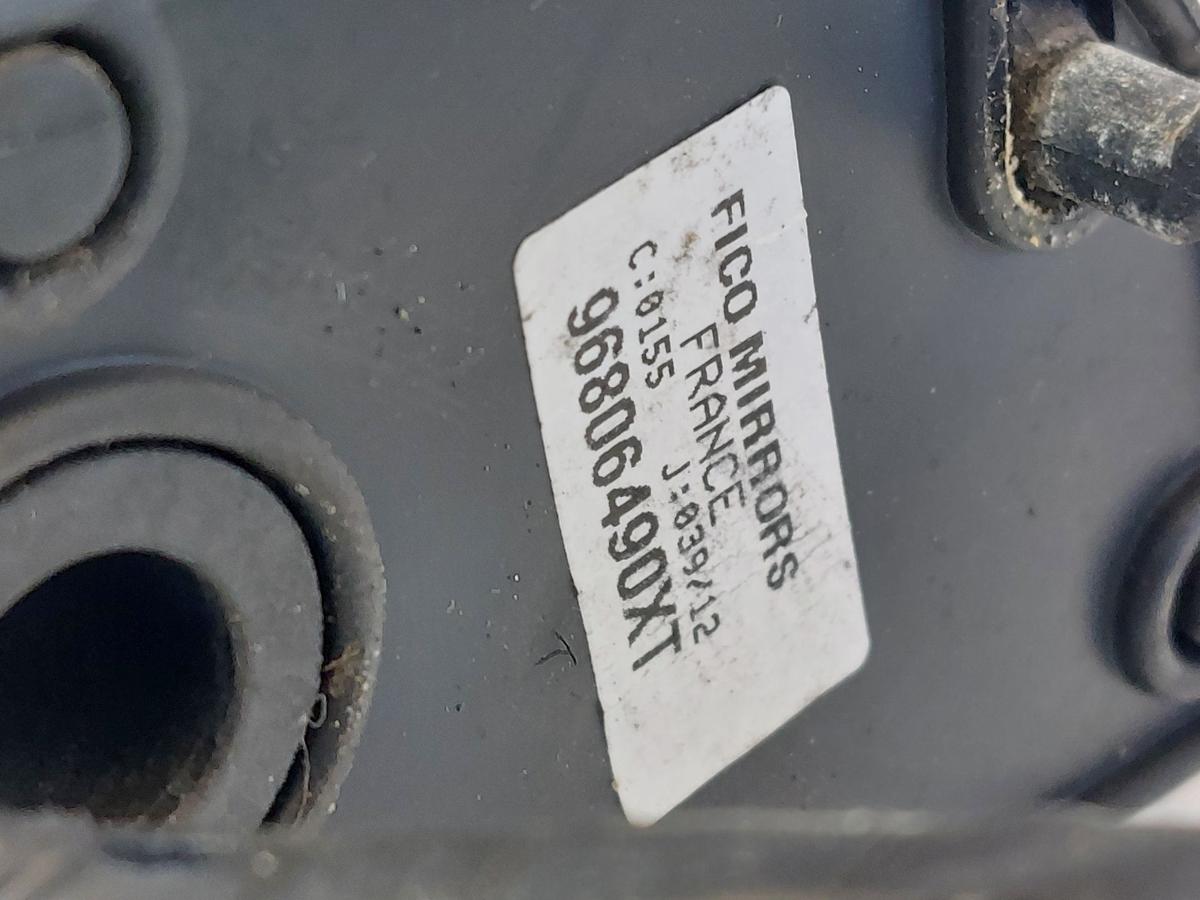 FICO MIRRORS
FRANCE
C:0155 J:039/12
96806490XT